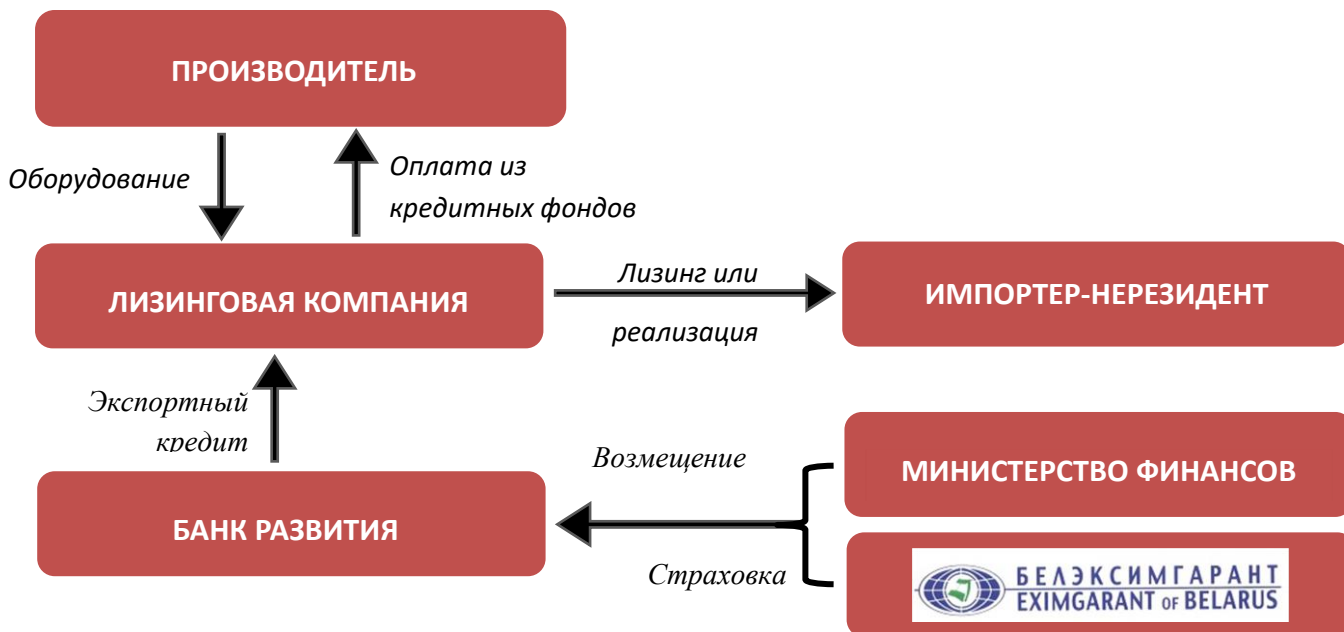 ПРОИЗВОДИТЕЛЬ
Оборудование
Оплата из
кредитных фондов
ЛИЗИНГОВАЯ КОМПАНИЯ
Лизинг или
реализация
ИМПОРТЕР-НЕРЕЗИДЕНТ
Экспортный
кредит
БАНК РАЗВИТИЯ
Возмещение
Страховка
МИНИСТЕРСТВО ФИНАНСОВ
БЕЛЭКСИМГАРАНТ
EXIMGARANT OF BELARUS